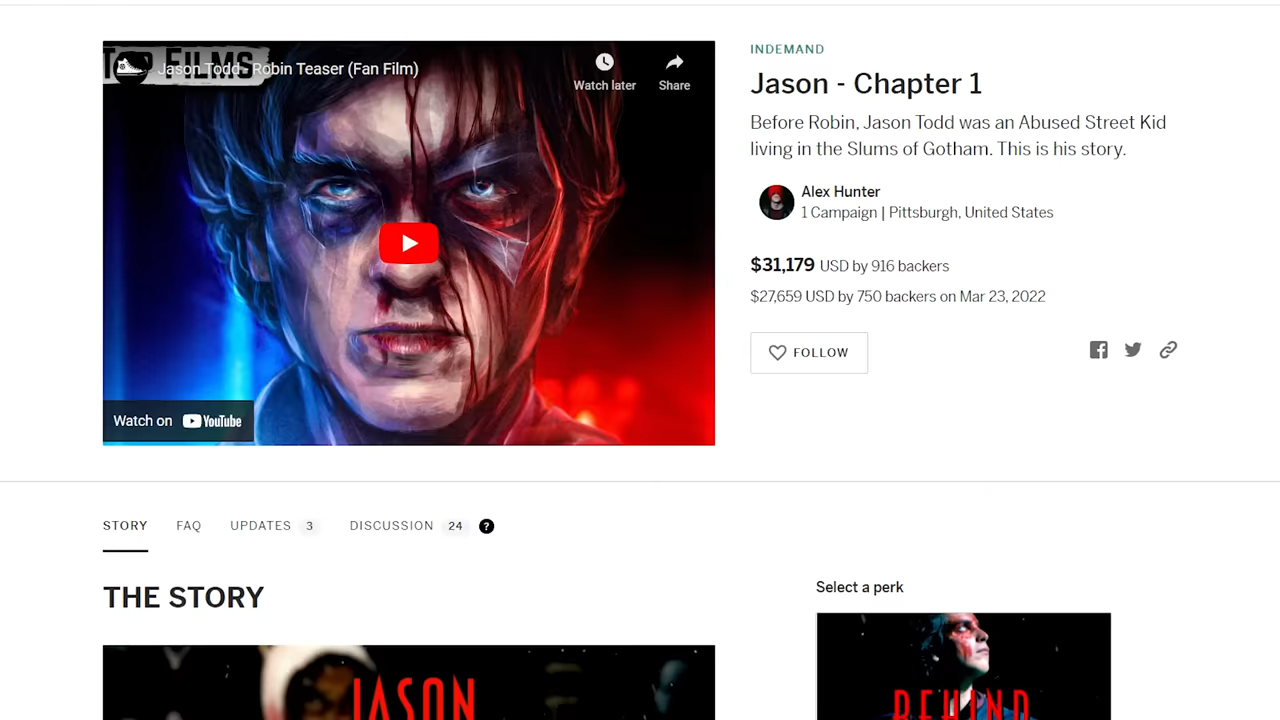 TOP FILMS
Jason Todd - Robin Teaser (Fan Film)
Watch later
Share
Watch on YouTube
INDEMAND
Jason - Chapter 1
Before Robin, Jason Todd was an Abused Street Kid
living in the Slums of Gotham. This is his story.
Alex Hunter
1 Campaign | Pittsburgh, United States
$31,179 USD by 916 backers
$27,659 USD by 750 backers on Mar 23, 2022
FOLLOW
STORY FAQ UPDATES 3 DISCUSSION 24 ?
THE STORY
Select a perk
JASON
BEHIND